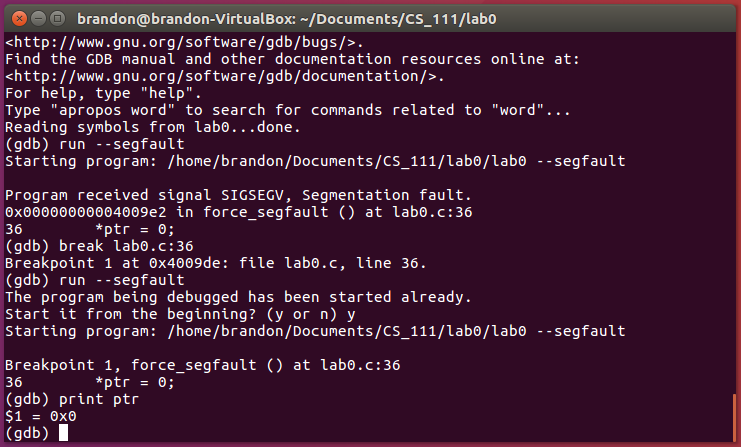 brandon@brandon-VirtualBox: ~/Documents/CS_111/lab0
<http://www.gnu.org/software/gdb/bugs/>.
Find the GDB manual and other documentation resources online at:
<http://www.gnu.org/software/gdb/documentation/>.
For help, type "help".
Type "apropos word" to search for commands related to "word"...
Reading symbols from lab0...done.
(gdb) run --segfault
Starting program: /home/brandon/Documents/CS_111/lab0/lab0 --segfault
Program received signal SIGSEGV, Segmentation fault.
0x00000000004009e2 in force_segfault () at lab0.c:36
36        *ptr = 0;
(gdb) break lab0.c:36
Breakpoint 1 at 0x4009de: file lab0.c, line 36.
(gdb) run --segfault
The program being debugged has been started already.
Start it from the beginning? (y or n) y
Starting program: /home/brandon/Documents/CS_111/lab0/lab0 --segfault
Breakpoint 1, force_segfault () at lab0.c:36
36        *ptr = 0;
(gdb) print ptr
$1 = 0x0
(gdb)